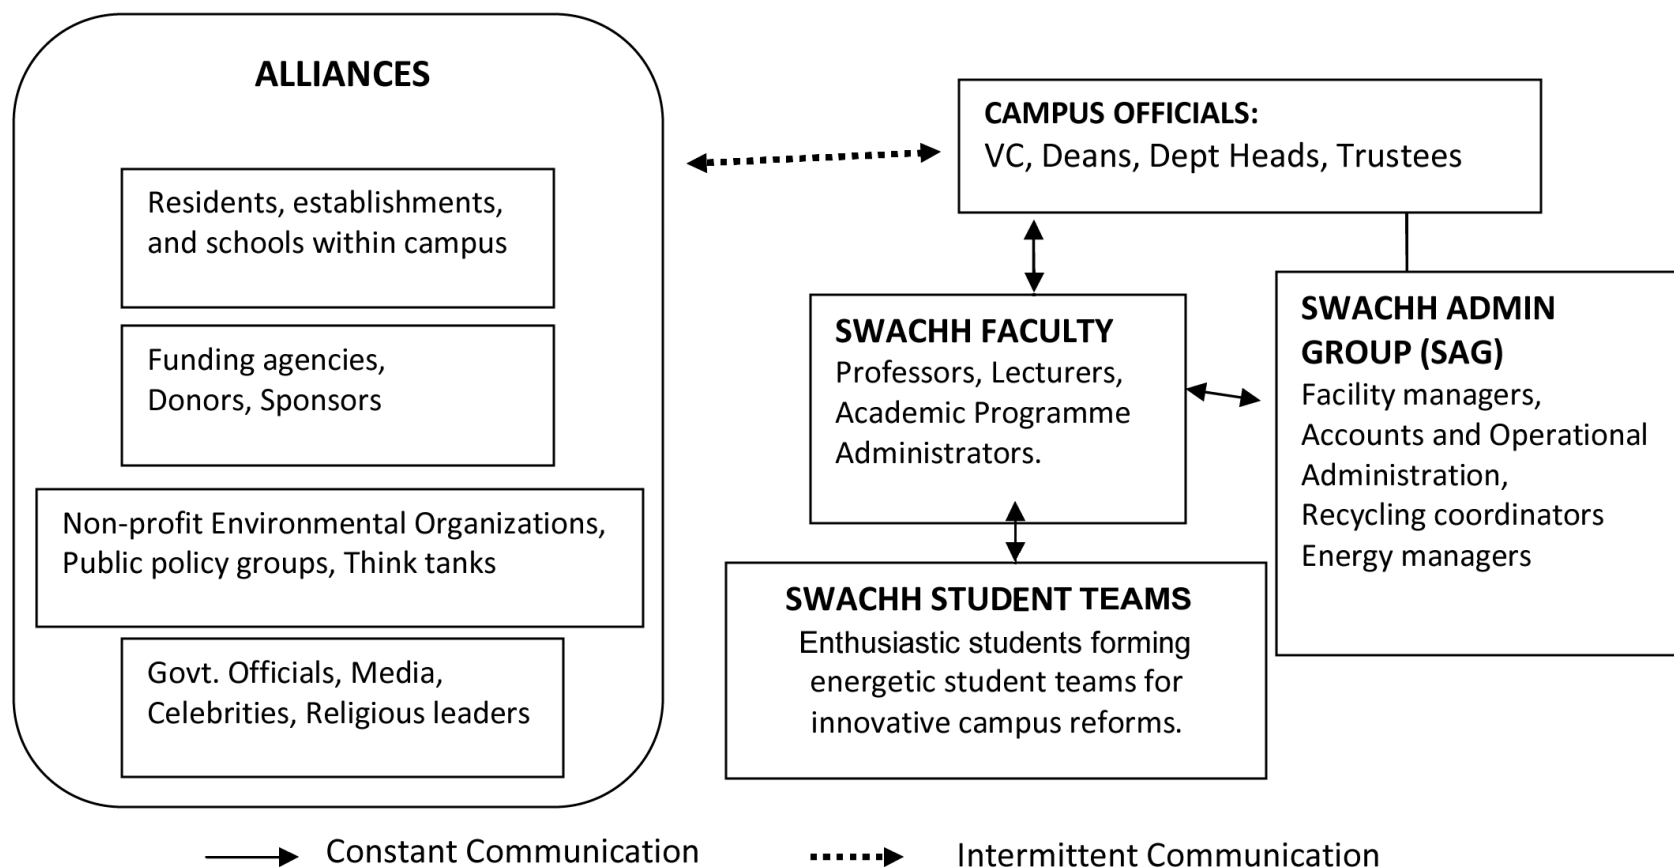 ALLIANCES
Residents, establishments,
and schools within campus
Funding agencies,
Donors, Sponsors
Non-profit Environmental Organizations,
Public policy groups, Think tanks
Govt. Officials, Media,
Celebrities, Religious leaders
CAMPUS OFFICIALS:
VC, Deans, Dept Heads, Trustees
SWACHH FACULTY
Professors, Lecturers,
Academic Programme
Administrators.
SWACHH ADMIN
GROUP (SAG)
Facility managers,
Accounts and Operational
Administration,
Recycling coordinators
Energy managers
SWACHH STUDENT TEAMS
Enthusiastic students forming
energetic student teams for
innovative campus reforms.
Constant Communication
Intermittent Communication